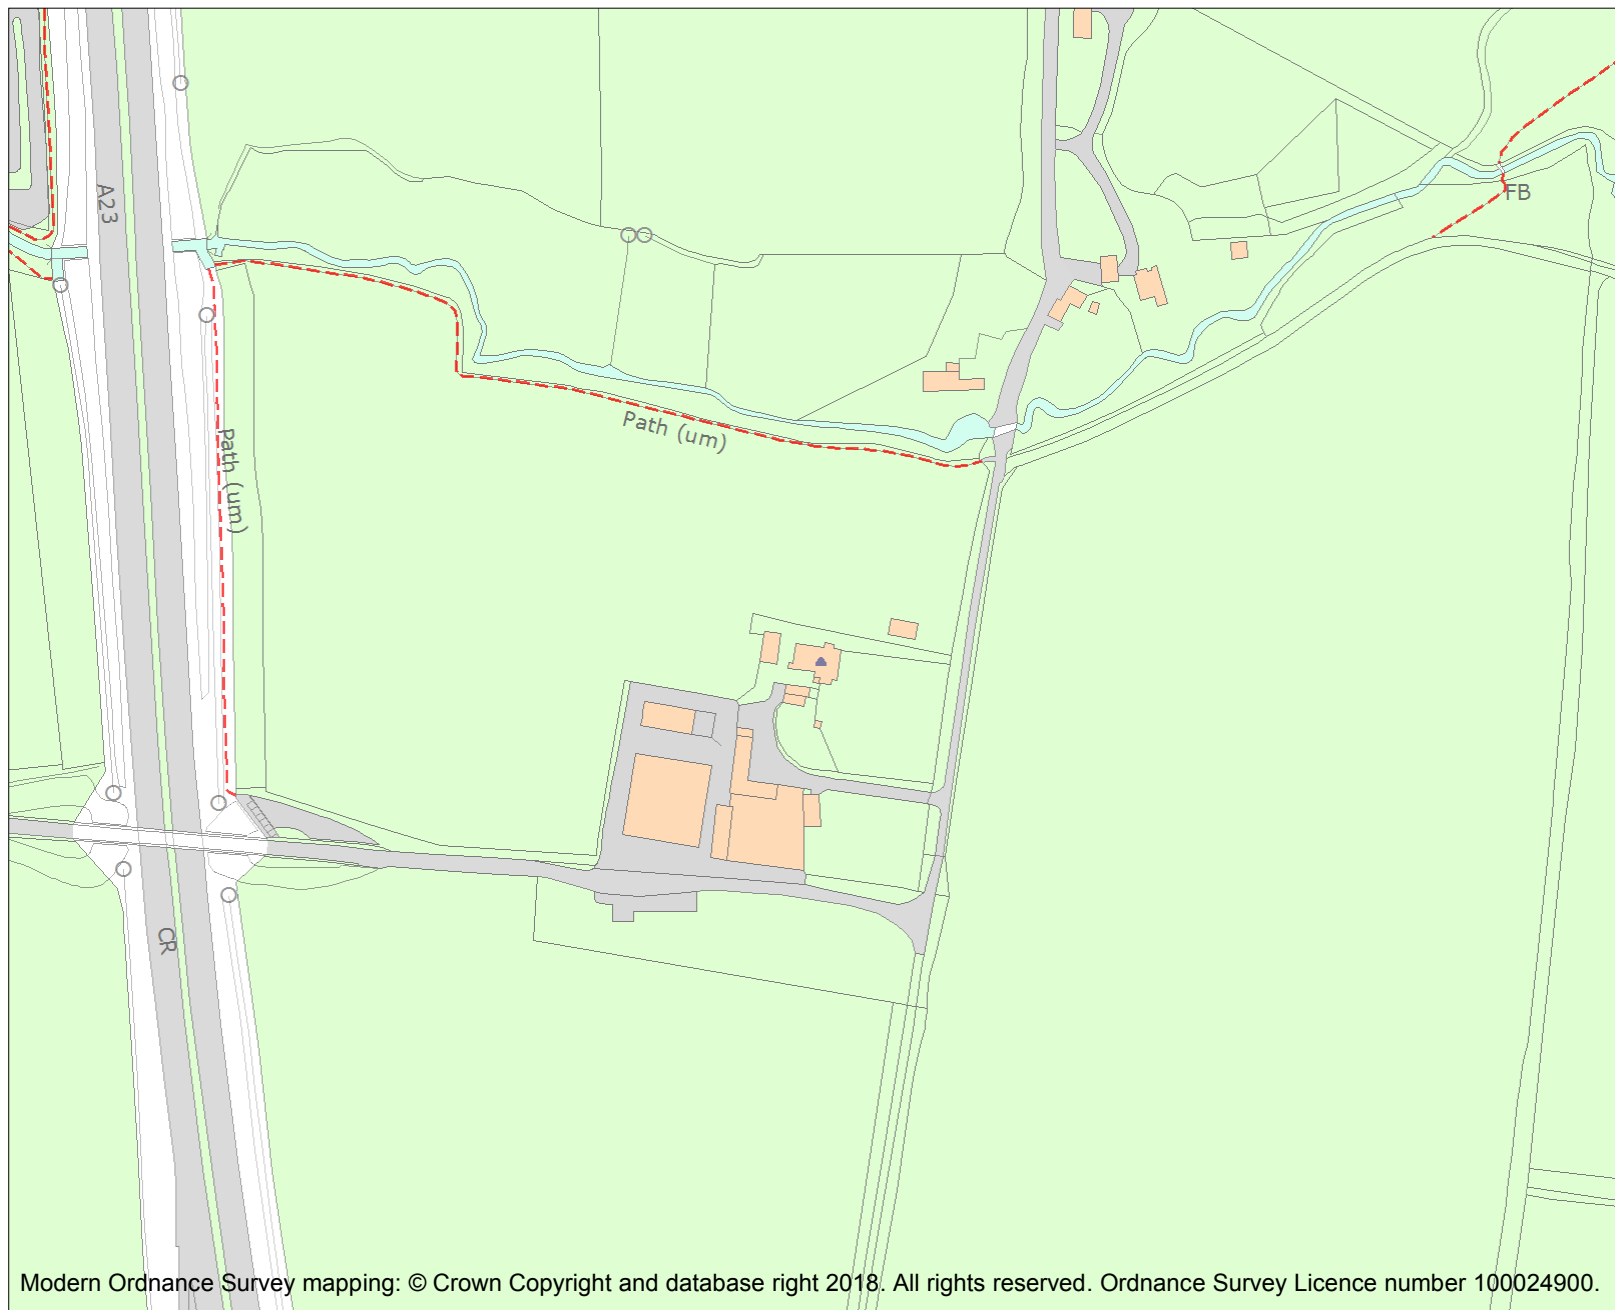 A23
FB
Path (um)
Path (um)
CR
Modern Ordnance Survey mapping: © Crown Copyright and database right 2018. All rights reserved. Ordnance Survey Licence number 100024900.